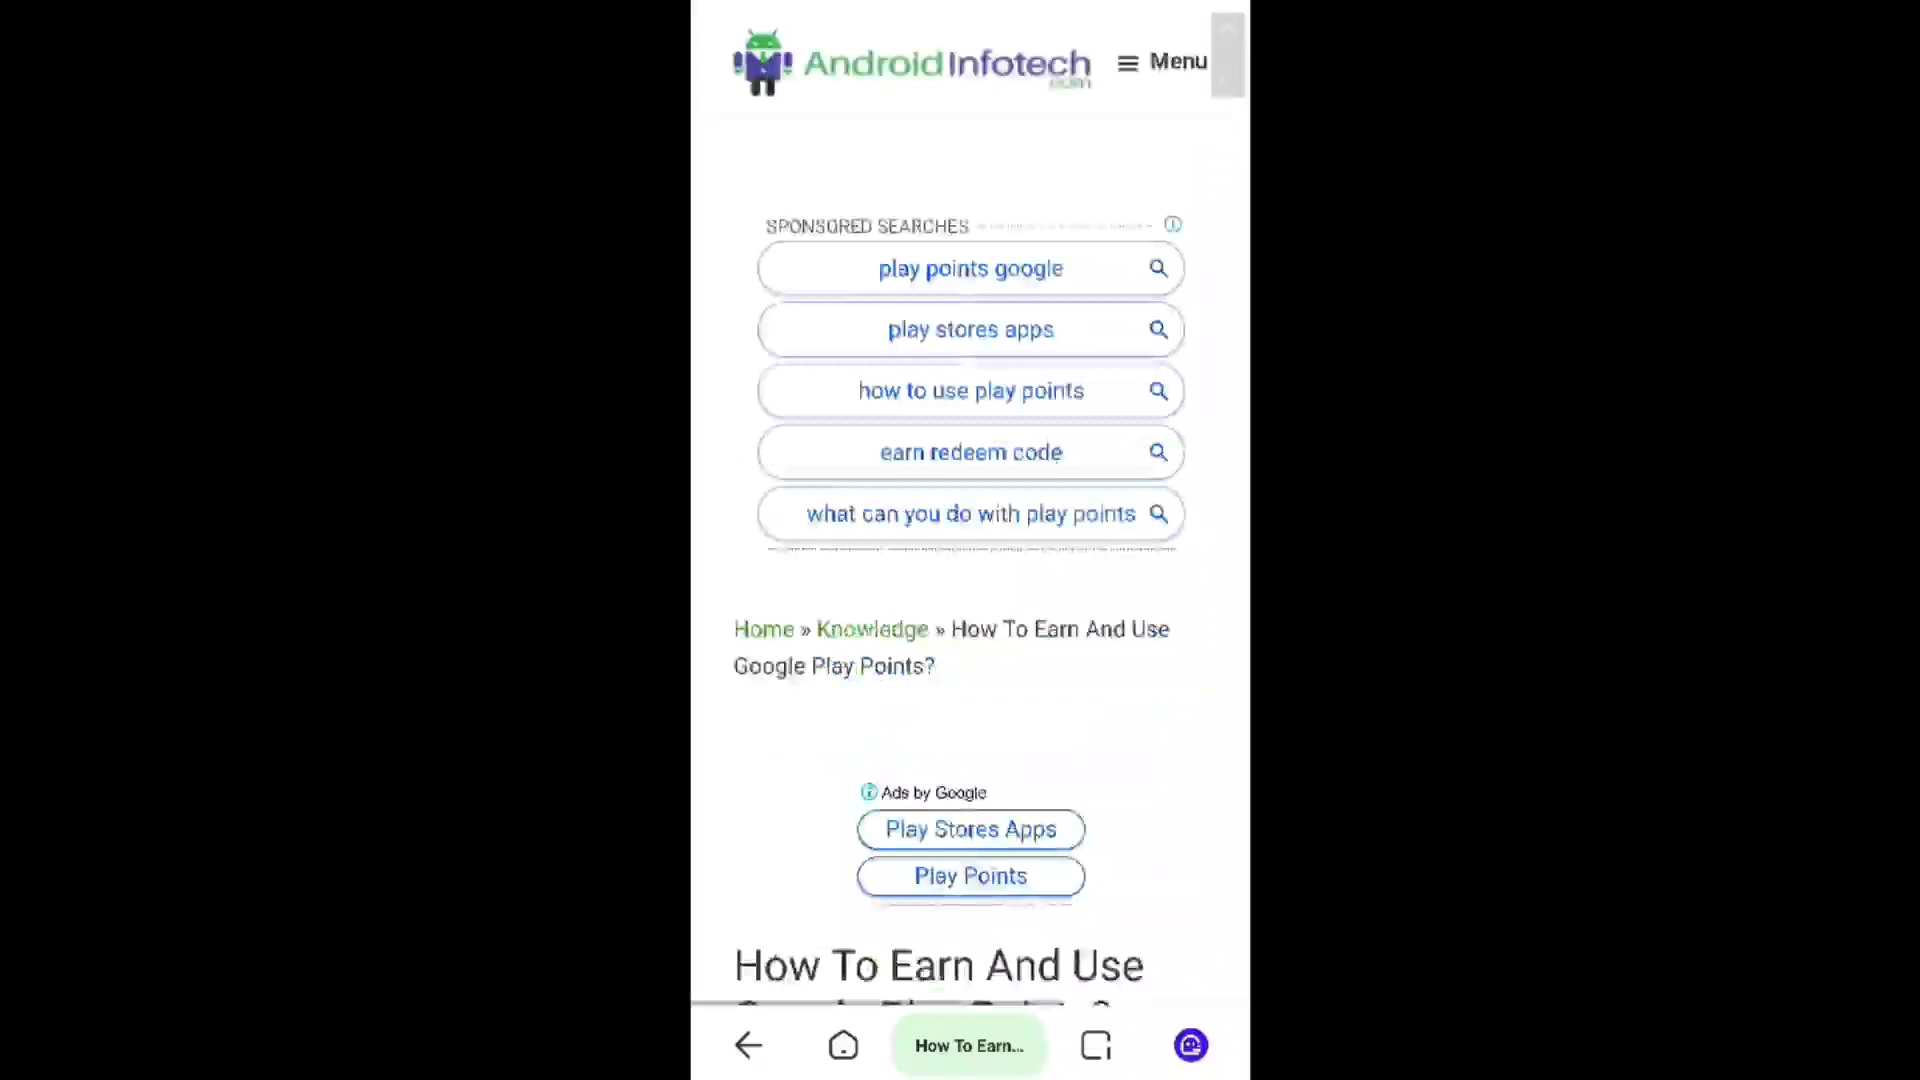 AndroidInfotech
.com
Menu
SPONSORED SEARCHES
play points google
play stores apps
how to use play points
earn redeem code
what can you do with play points
Home » Knowledge » How To Earn And Use
Google Play Points?
Ads by Google
Play Stores Apps
Play Points
How To Earn And Use
How To Earn...